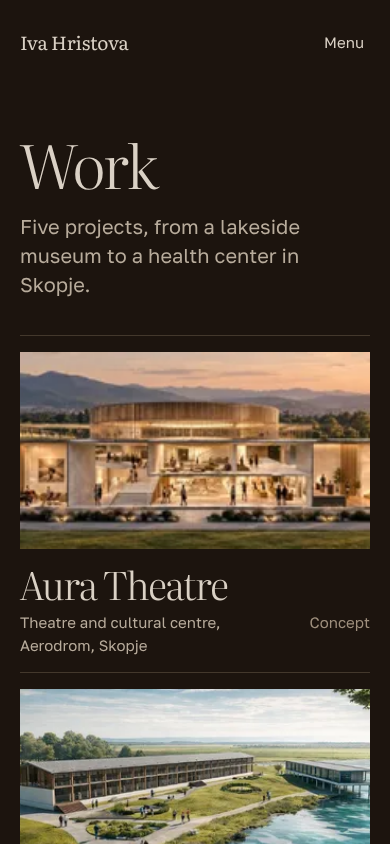 Iva Hristova
Menu
Work
Five projects, from a lakeside
museum to a health center in
Skopje.
Aura Theatre
Theatre and cultural centre,
Concept
Aerodrom, Skopje